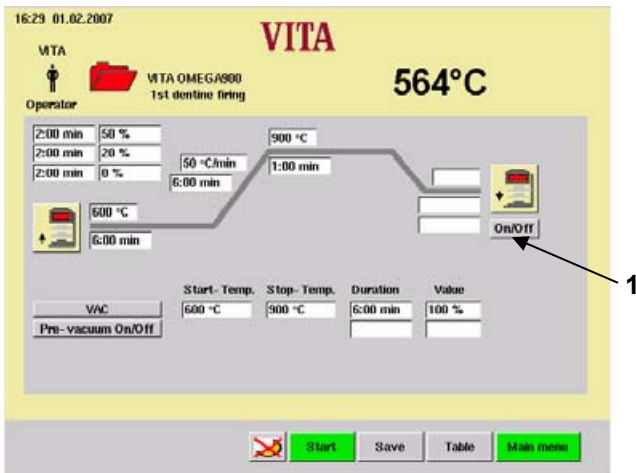 16:29 01.02.2007
VITA
VITA
Operator
VITA OMEGA900
1st dentine firing
564°C
2:00 min 50 %
2:00 min 20 %
2:00 min 0 %
50 °C/min
6:00 min
900 °C
1:00 min
600 °C
6:00 min
On/Off
1
Start-Temp. Stop-Temp. Duration Value
VAC 600 °C 900 °C 6:00 min 100 %
Pre-vacuum On/Off
Start Save Table Main menu